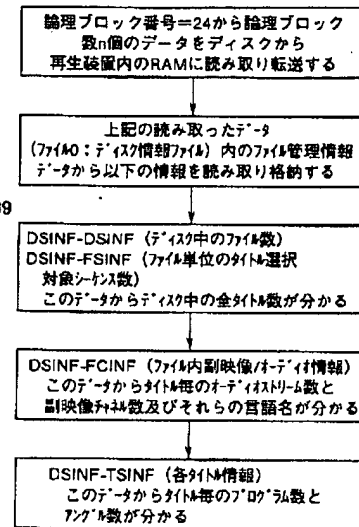 論理ブロック番号=24から論理ブロック
数n個のデータをディスクから
再生装置内のRAMに読み取り転送する
上記の読み取ったデータ
(ファイル0:ディスク情報ファイル)内のファイル管理情報
データから以下の情報を読み取り格納する
39
DSINF-DSINF (ディスク中のファイル数)
DSINF-FSINF (ファイル単位のタイトル選択
対象シーケンス数)
このデータからディスク中の全タイトル数が分かる
DSINF-FCINF (ファイル内副映像/オーディオ情報)
このデータからタイトル毎のオーディオストリーム数と
副映像チャネル数及びそれらの言語名が分かる
DSINF-TSINF (各タイトル情報)
このデータからタイトル毎のプログラム数と
アングル数が分かる